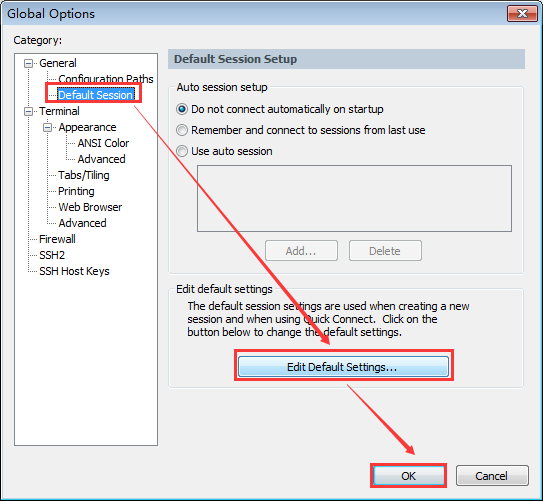 Global Options
Category:
General
Configuration Paths
Default Session
Terminal
Appearance
ANSI Color
Advanced
Tabs/Tiling
Printing
Web Browser
Advanced
Firewall
SSH2
SSH Host Keys
Default Session Setup
Auto session setup
Do not connect automatically on startup
Remember and connect to sessions from last use
Use auto session
Add...
Delete
Edit default settings
The default session settings are used when creating a new
session and when using Quick Connect. Click on the
button below to change the default settings.
Edit Default Settings...
OK
Cancel